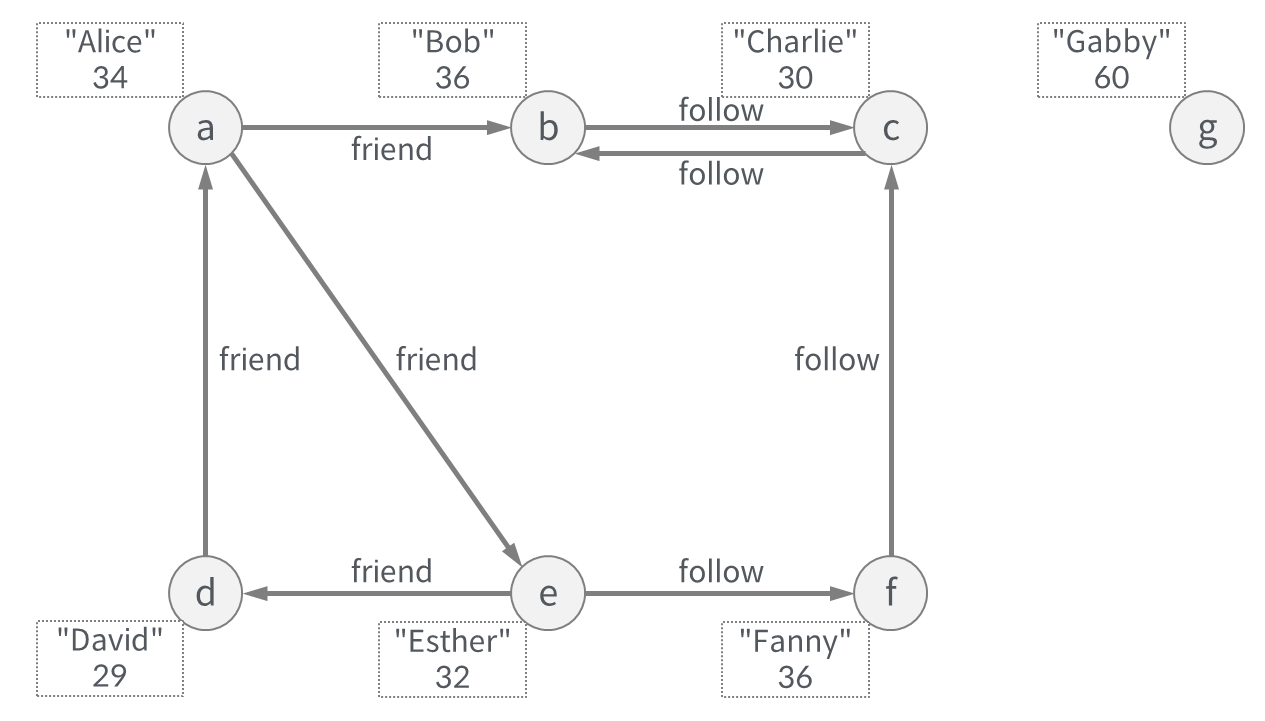 "Alice"
34
"Bob"
36
"Charlie"
30
"Gabby"
60
a
friend
b
follow
follow
c
g
friend
friend
follow
d
friend
e
follow
f
"David"
29
"Esther"
32
"Fanny"
36